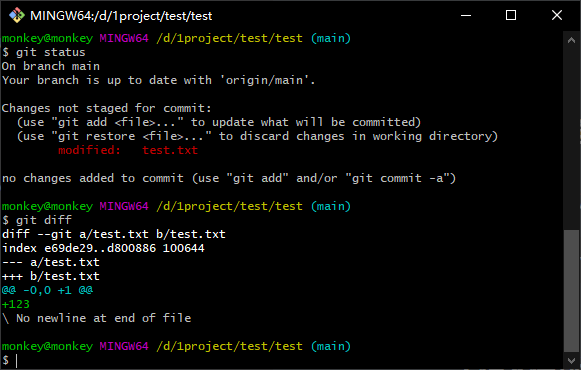 MINGW64:/d/1project/test/test
monkey@monkey MINGW64 /d/1project/test/test (main)
$ git status
On branch main
Your branch is up to date with 'origin/main'.
Changes not staged for commit:
(use "git add <file>..." to update what will be committed)
(use "git restore <file>..." to discard changes in working directory)
modified: test.txt
no changes added to commit (use "git add" and/or "git commit -a")
monkey@monkey MINGW64 /d/1project/test/test (main)
$ git diff
diff --git a/test.txt b/test.txt
index e69de29..d800886 100644
--- a/test.txt
+++ b/test.txt
@@ -0,0 +1 @@
+123
\ No newline at end of file
monkey@monkey MINGW64 /d/1project/test/test (main)
$